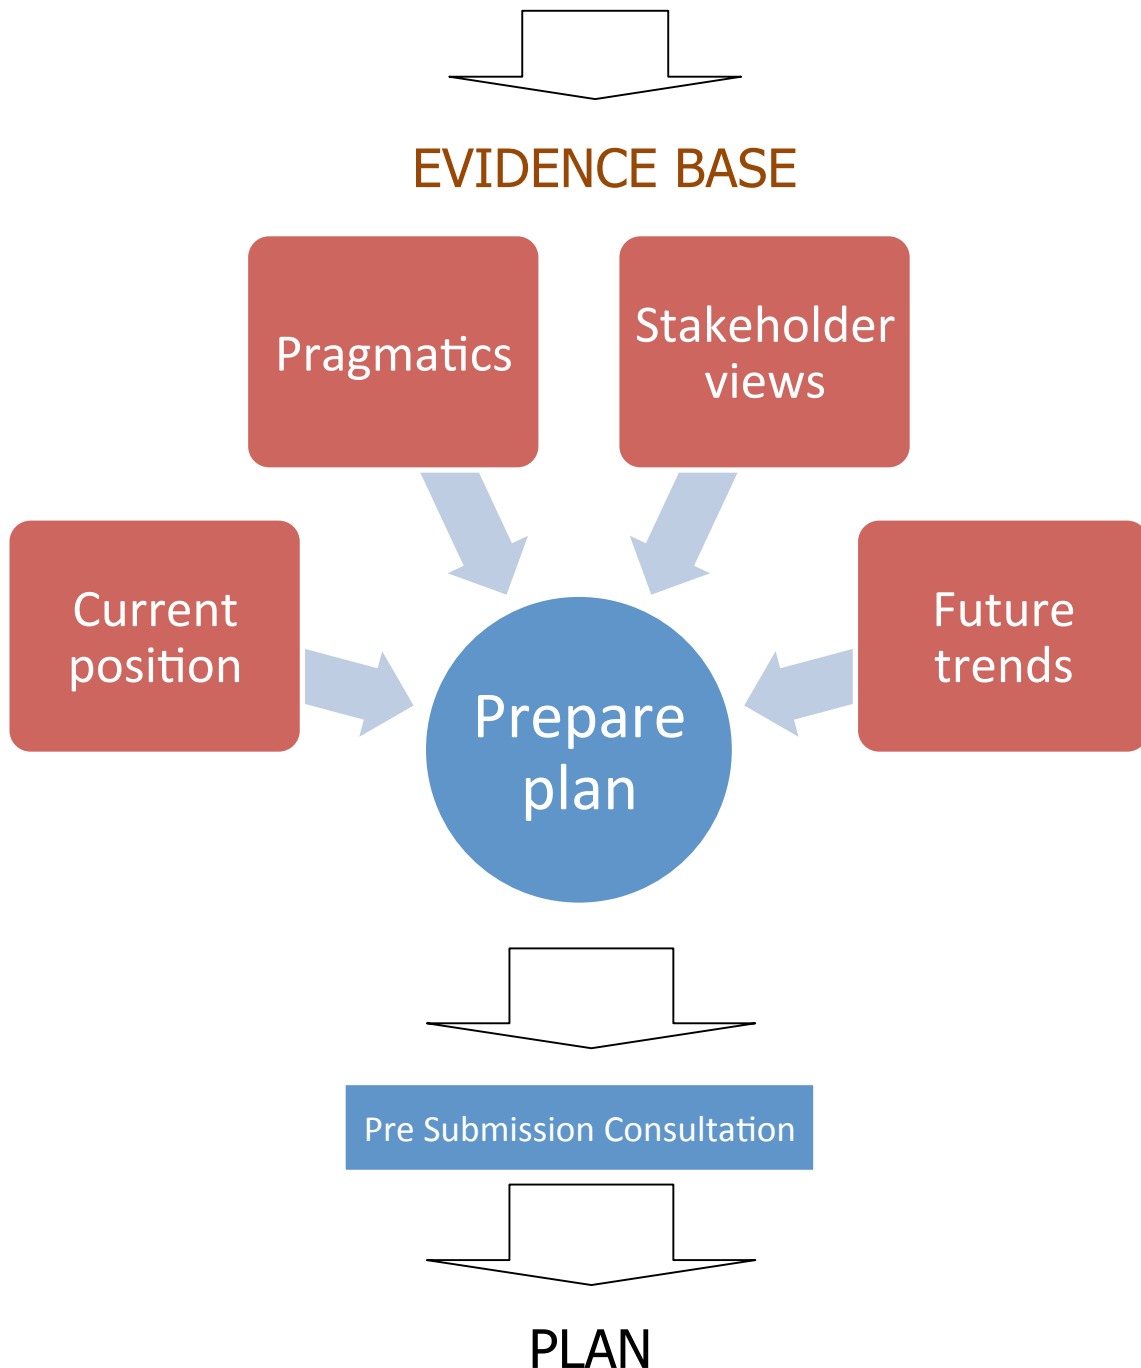 EVIDENCE BASE
Pragmatics
Stakeholder
views
Current
position
Future
trends
Prepare
plan
Pre Submission Consultation
PLAN